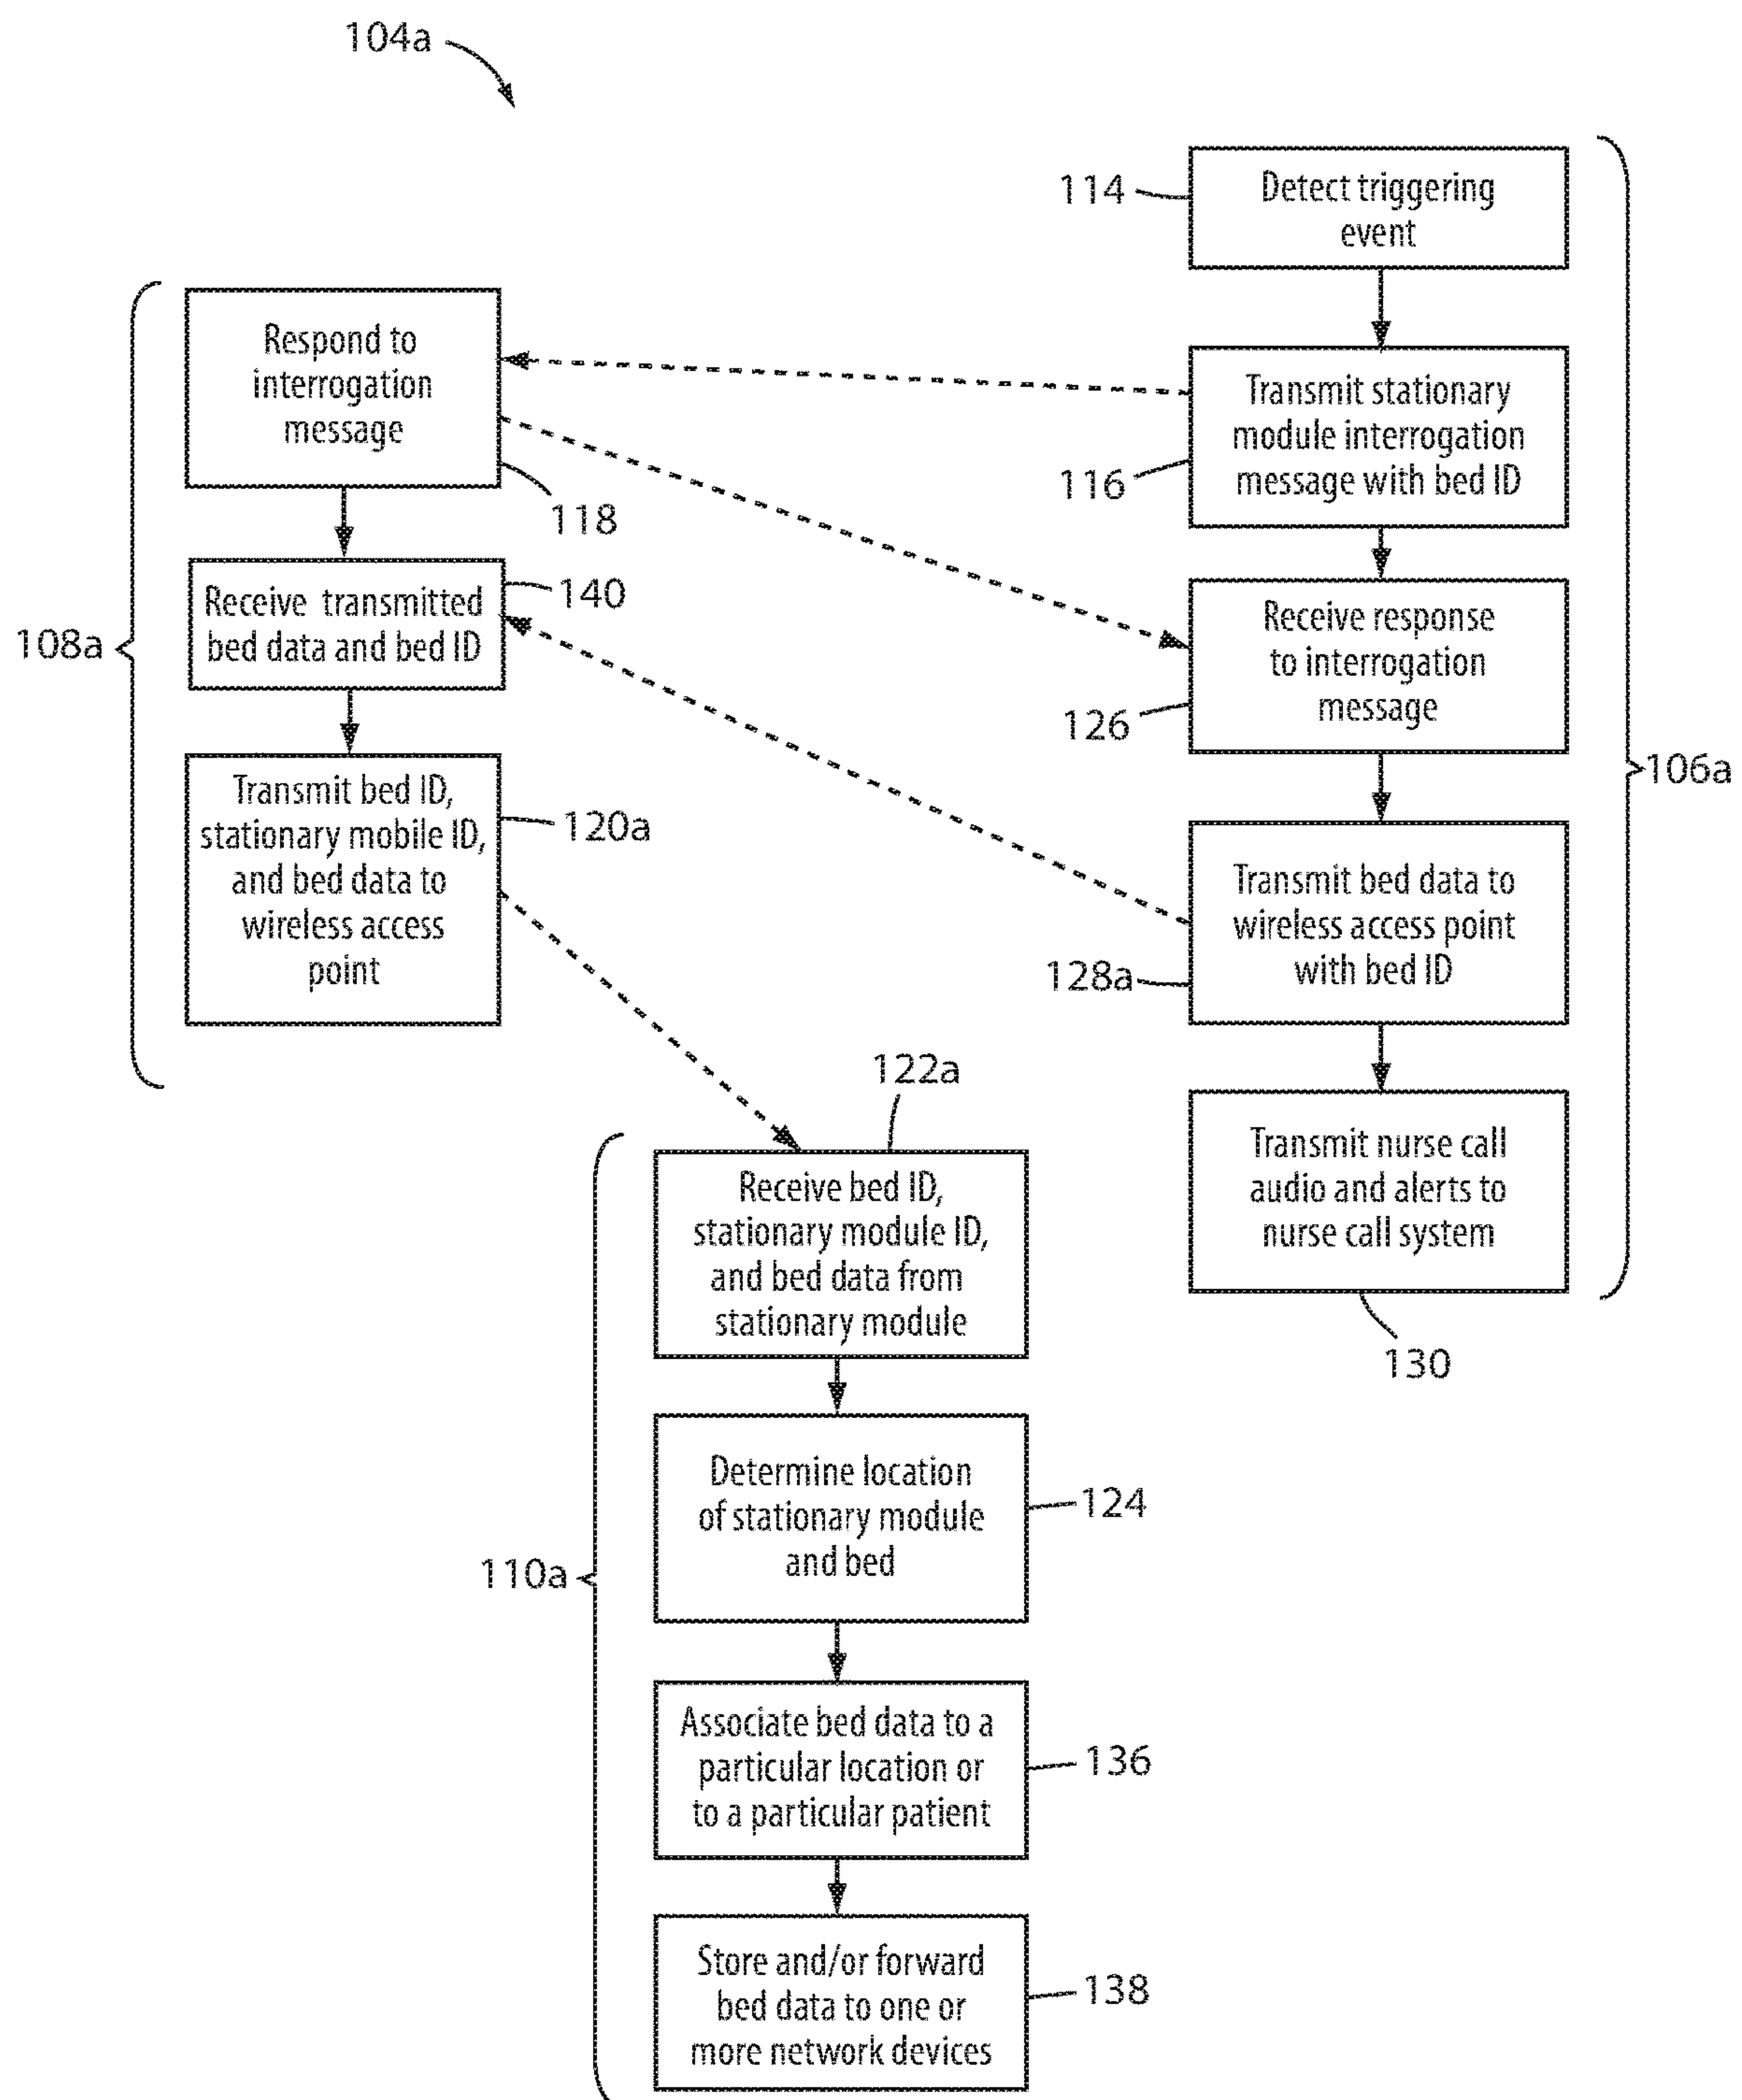 104a
114
Detect triggering
event
Respond to
interrogation
message
118
116
Transmit stationary
module interrogation
message with bed ID
108a
140
Receive transmitted
bed data and bed ID
126
Receive response
to interrogation
message
106a
Transmit bed ID,
stationary mobile ID,
and bed data to
wireless access
point
120a
128a
Transmit bed data to
wireless access point
with bed ID
122a
Transmit nurse call
audio and alerts to
nurse call system
130
110a
Receive bed ID,
stationary module ID,
and bed data from
stationary module
Determine location
of stationary module
and bed
124
Associate bed data to a
particular location or
to a particular patient
136
Store and/or forward
bed data to one or
more network devices
138